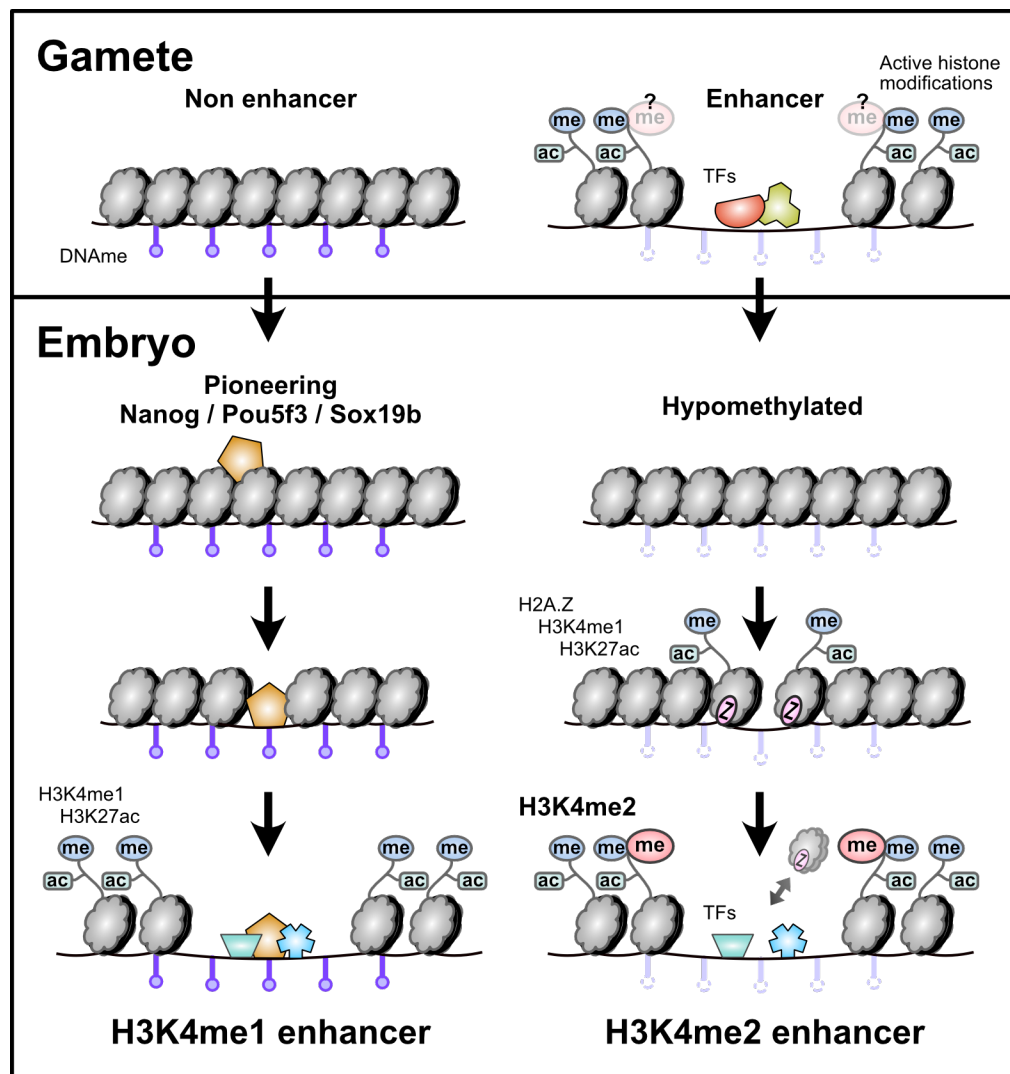 Gamete
Non enhancer
DNAme
Enhancer
Active histone
modifications
? ?
me me me me me me
ac ac ac ac
TFs
Embryo
Pioneering
Nanog / Pou5f3 / Sox19b
Hypomethylated
H2A.Z
H3K4me1
H3K27ac
me me
ac ac
Z Z
H3K4me1
H3K27ac
me me me me
ac ac ac ac
H3K4me2
me me me me me me
ac ac ac ac
Z
TFs
H3K4me1 enhancer
H3K4me2 enhancer